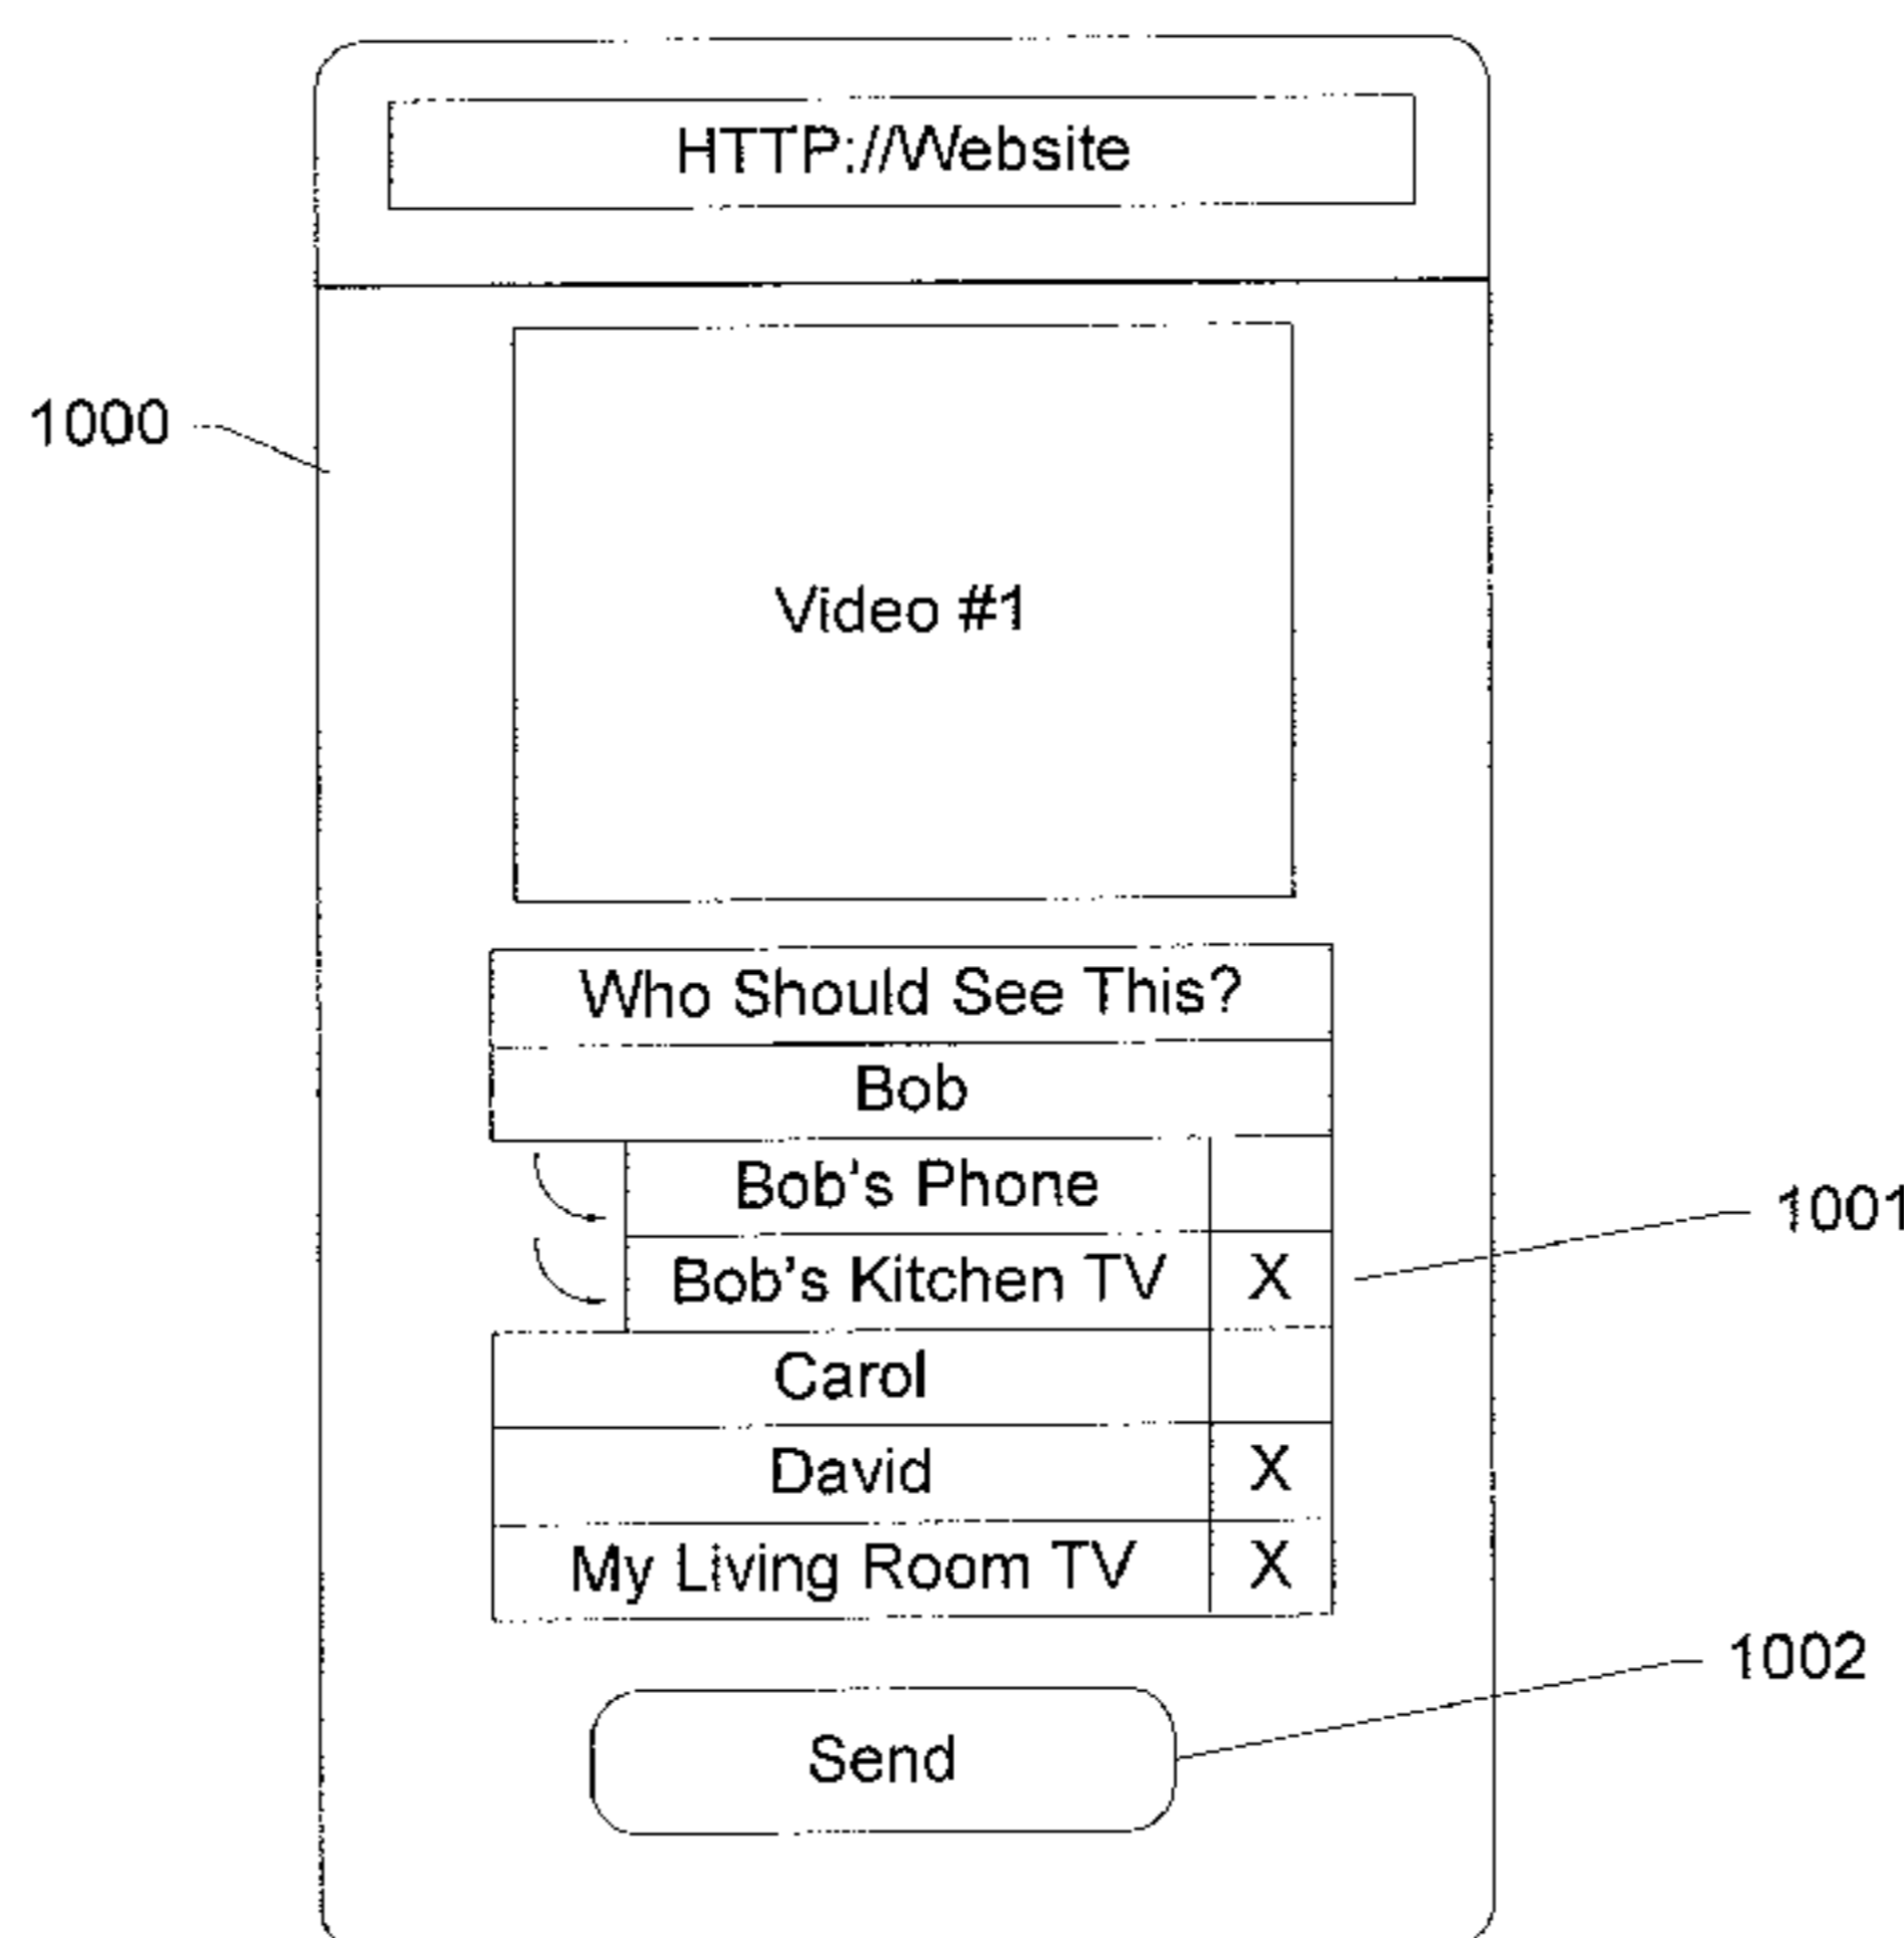 HTTP://Website
1000
Video #1
Who Should See This?
Bob
Bob's Phone
1001
Bob's Kitchen TV X
Carol
David X
My Living Room TV X
1002
Send